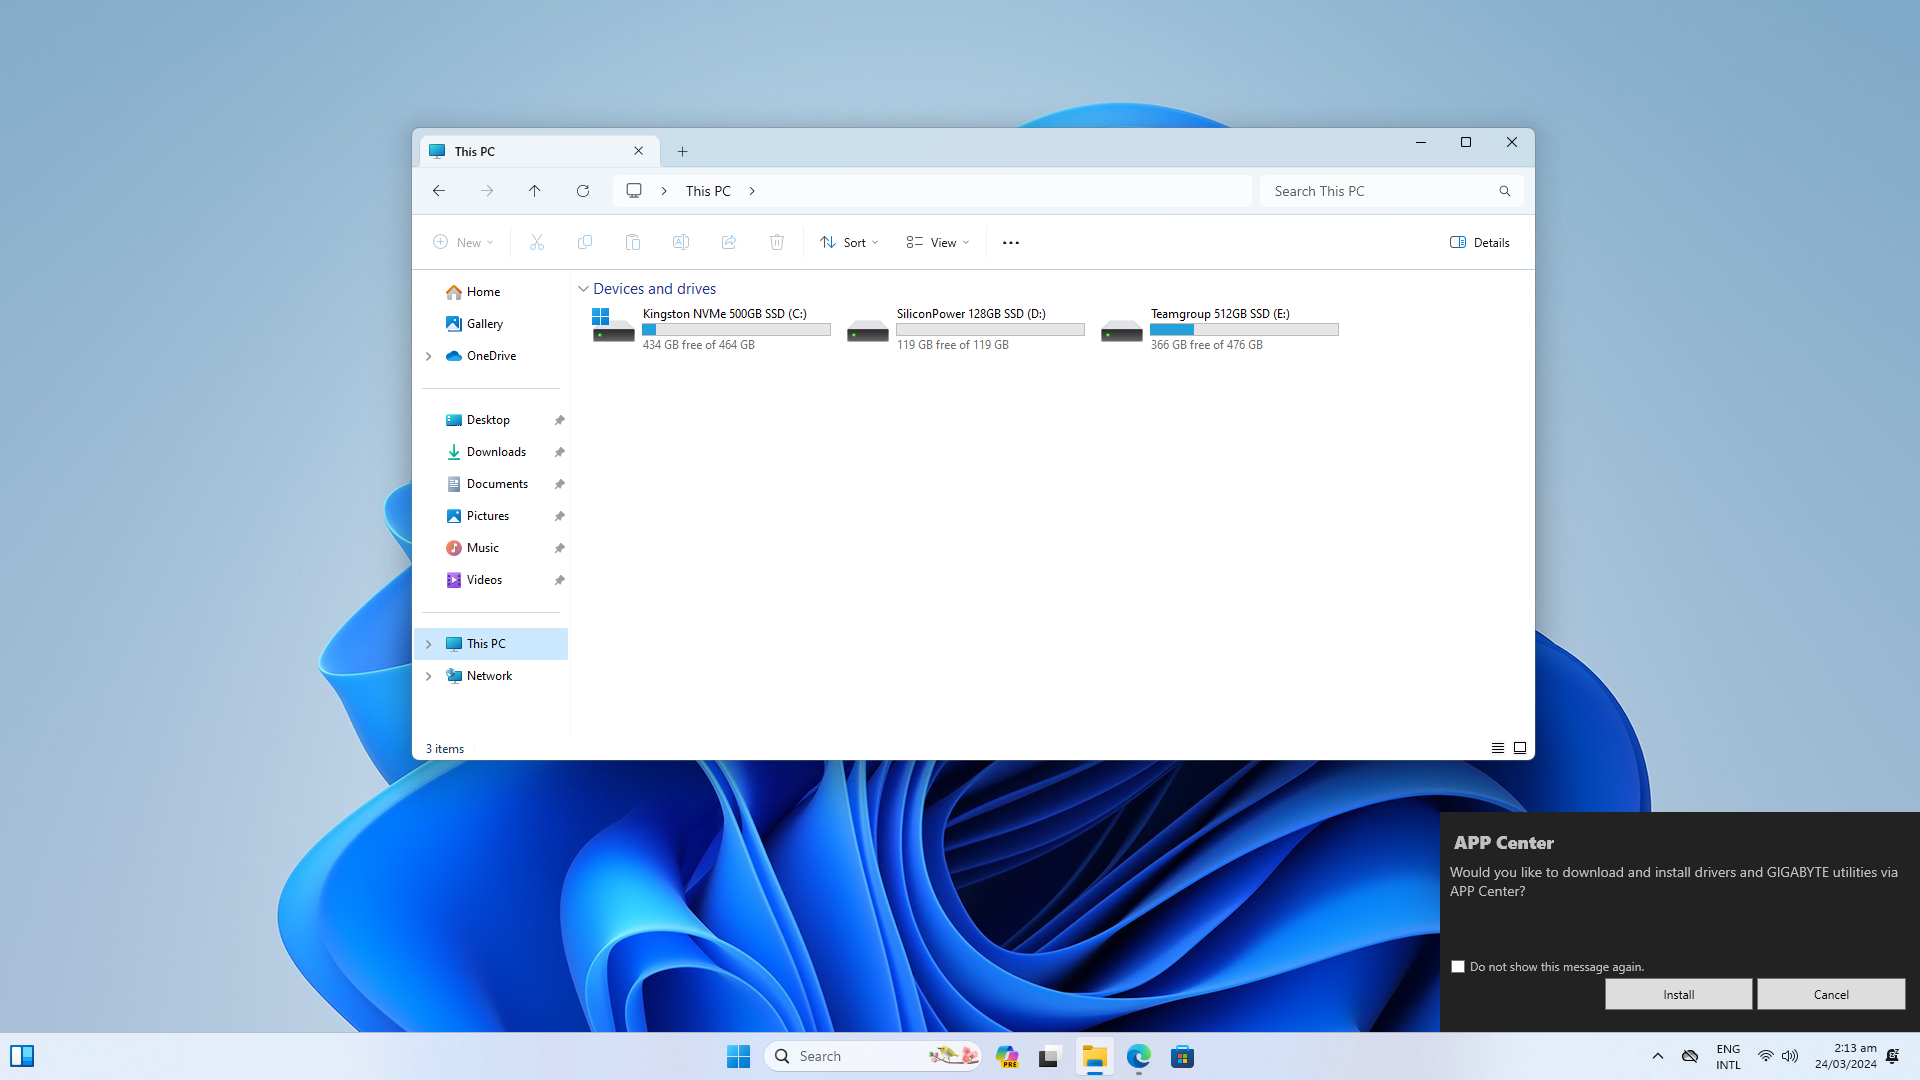 This PC
This PC
Search This PC
New
Sort
View
Details
Home
Gallery
OneDrive
Desktop
Downloads
Documents
Pictures
Music
Videos
This PC
Network
Devices and drives
Kingston NVMe 500GB SSD (C:)
434 GB free of 464 GB
SiliconPower 128GB SSD (D:)
119 GB free of 119 GB
Teamgroup 512GB SSD (E:)
366 GB free of 476 GB
3 items
APP Center
Would you like to download and install drivers and GIGABYTE utilities via
APP Center?
Do not show this message again.
Install
Cancel
Search
PRE
ENG
INTL
2:13 am
24/03/2024